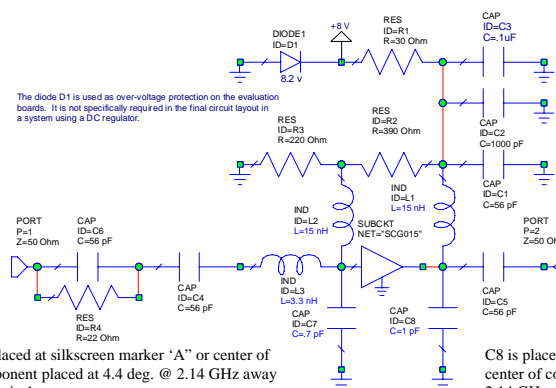 DIODE1
ID=D1
8.2 v
+8 V
RES
ID=R1
R=30 Ohm
CAP
ID=C3
C=.1uF
The diode D1 is used as over-voltage protection on the evaluation
boards. It is not specifically required in the final circuit layout in
a system using a DC regulator.
RES
ID=R3
R=220 Ohm
RES
ID=R2
R=390 Ohm
CAP
ID=C2
C=1000 pF
CAP
ID=C1
C=56 pF
IND
ID=L2
L=15 nH
IND
ID=L1
L=15 nH
SUBCKT
NET="SCG015"
PORT
P=1
Z=50 Ohm
CAP
ID=C6
C=56 pF
RES
ID=R4
R=22 Ohm
CAP
ID=C4
C=56 pF
IND
ID=L3
L=3.3 nH
CAP
ID=C7
C=.7 pF
CAP
ID=C8
C=1 pF
CAP
ID=C5
C=56 pF
PORT
P=2
Z=50 O
laced at silkscreen marker ‘A” or center of
ponent placed at 4.4 deg. @ 2.14 GHz away
C8 is place
center of co